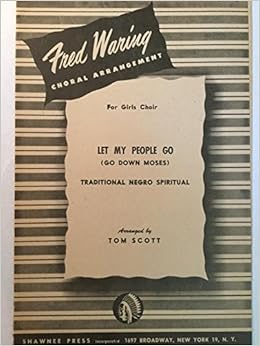 Fred Waring
CHORAL ARRANGEMENT
For Girls Choir
LET MY PEOPLE GO
(GO DOWN MOSES)
TRADITIONAL NEGRO SPIRITUAL
Arranged by
TOM SCOTT
SHAWNEE PRESS Incorporated 1697 BROADWAY, NEW YORK 19, N. Y.